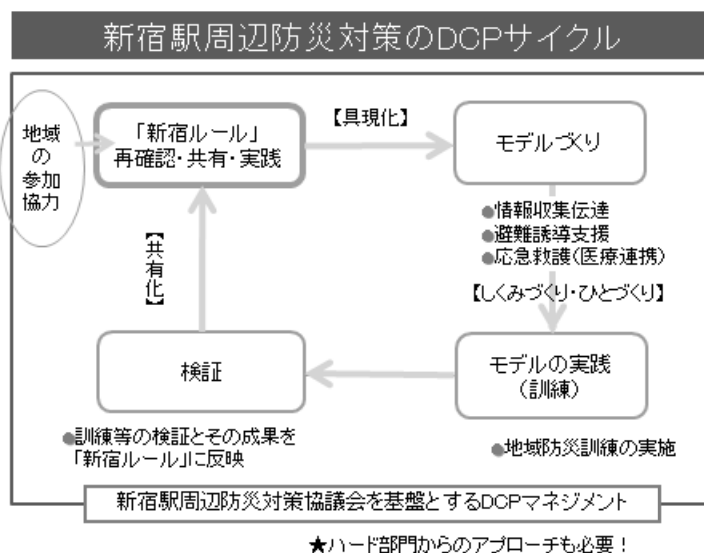 新宿駅周辺防災対策のDCPサイクル
地域
の
参加
協力
「新宿ルール」
再確認・共有・実践
【具現化】
モデルづくり
●情報収集伝達
●避難誘導支援
●応急救護(医療連携)
【しくみづくり・ひとづくり】
モデルの実践
(訓練)
●地域防災訓練の実施
検証
●訓練等の検証とその成果を
「新宿ルール」に反映
【共有化】
新宿駅周辺防災対策協議会を基盤とするDCPマネジメント
★ハード部門からのアプローチも必要！